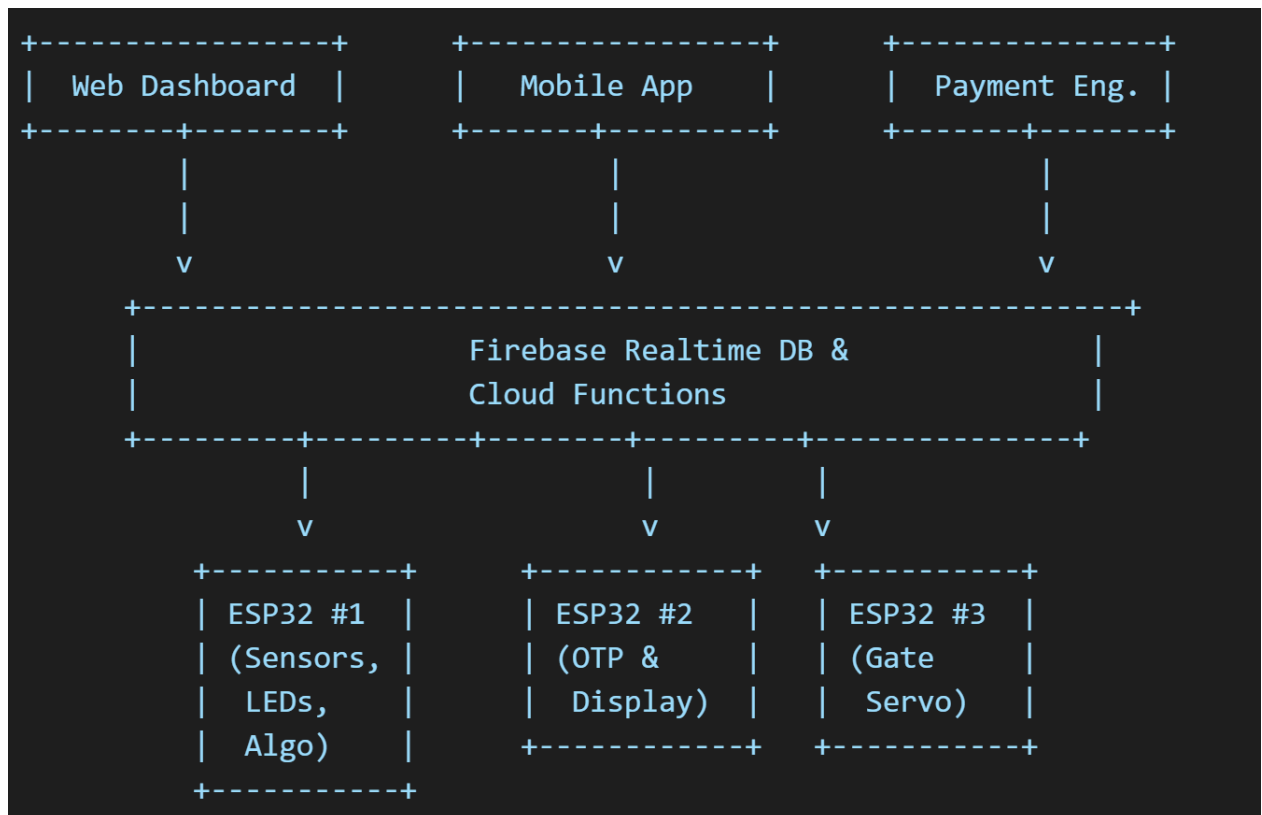 +-----------------+      +-----------------+      +---------------+
|  Web Dashboard  |      |   Mobile App    |      |  Payment Eng. |
+--------+--------+      +-------+---------+      +-------+-------+
         |                        |                        |
         |                        |                        |
         v                        v                        v
      +---------------------------------------------------------+
      |                   Firebase Realtime DB &              |
      |                   Cloud Functions                     |
      +---------+---------+--------+---------+---------------+
                |                   |         |
                v                   v         v
          +-----------+      +------------+   +-----------+
          | ESP32 #1  |      | ESP32 #2   |   | ESP32 #3  |
          | (Sensors, |      | (OTP &     |   | (Gate     |
          |  LEDs,    |      |  Display)  |   |  Servo)   |
          |  Algo)    |      +------------+   +-----------+
          +-----------+